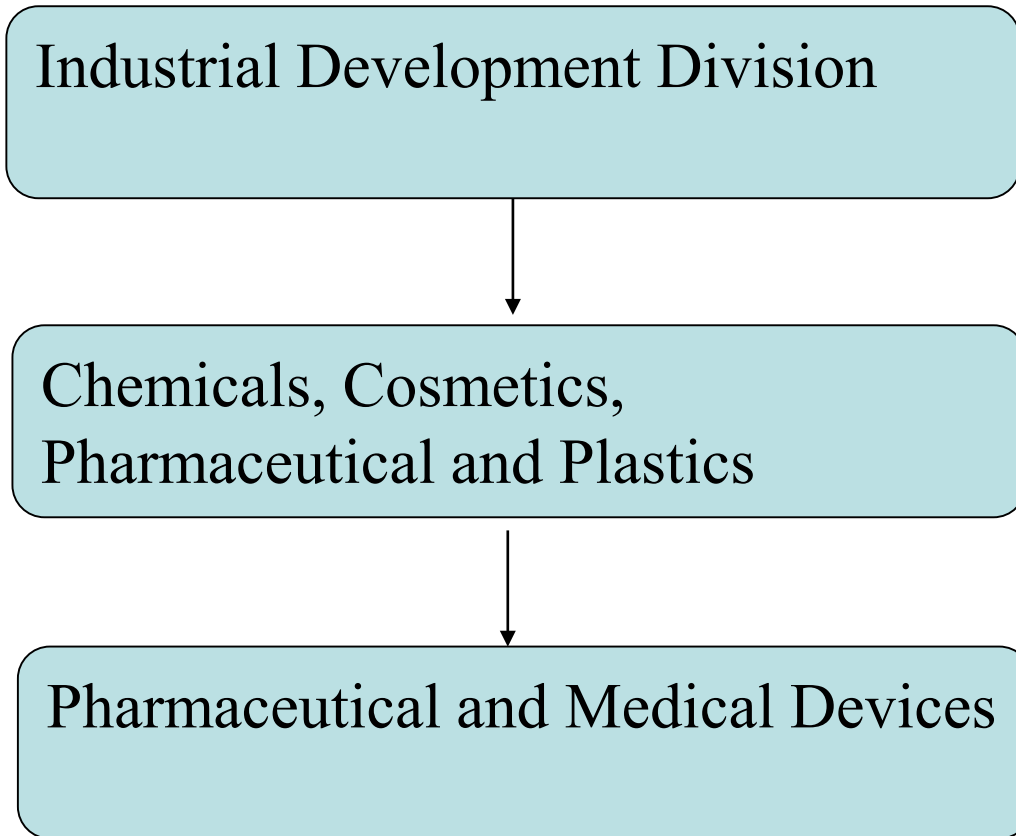 Industrial Development Division
Chemicals, Cosmetics,
Pharmaceutical and Plastics
Pharmaceutical and Medical Devices